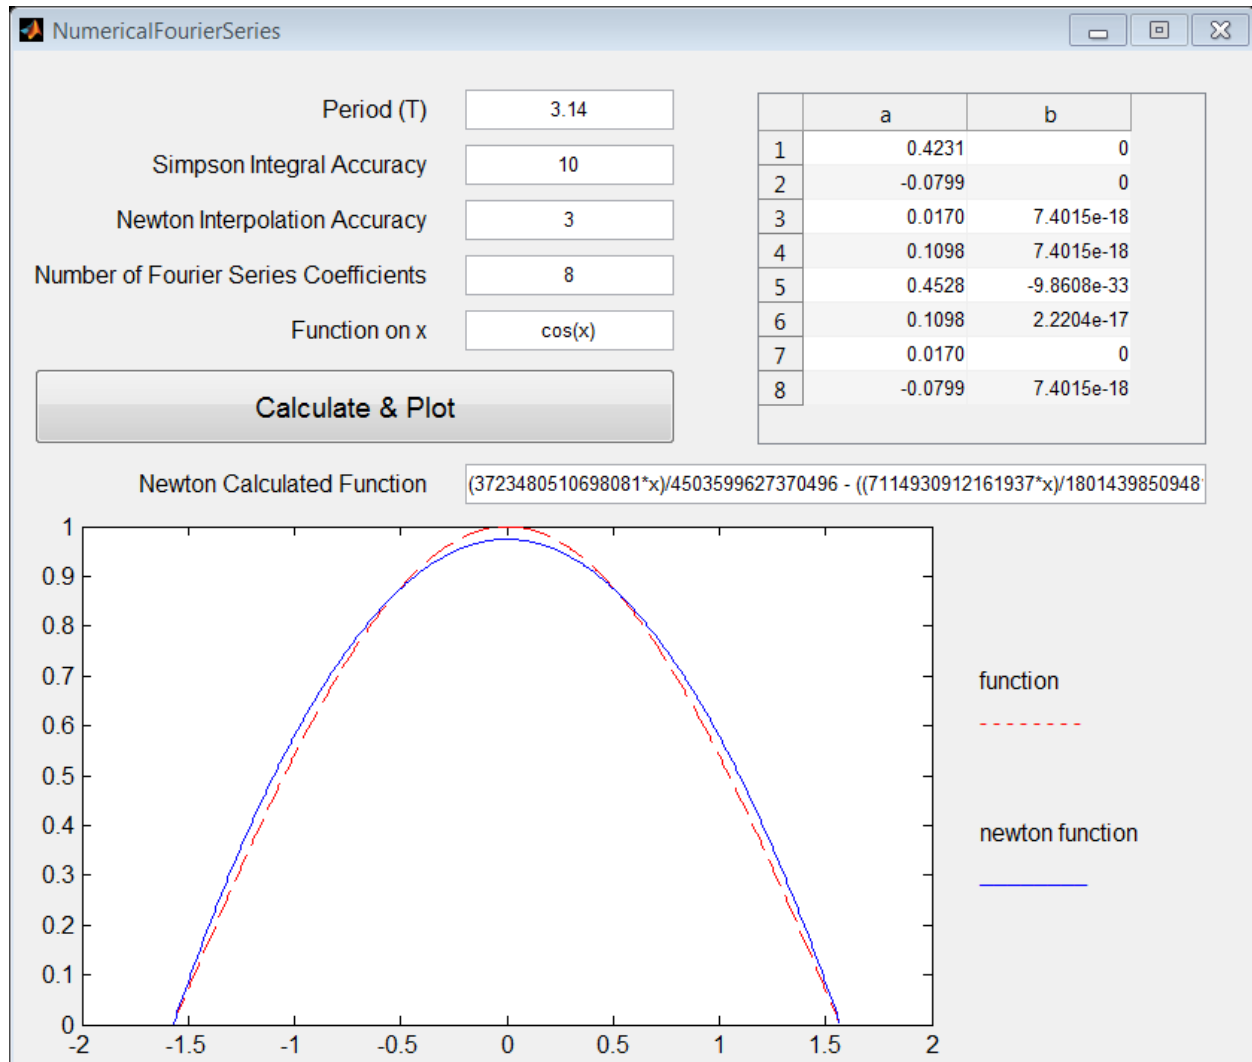 NumericalFourierSeries
Period (T) 3.14
Simpson Integral Accuracy 10
Newton Interpolation Accuracy 3
Number of Fourier Series Coefficients 8
Function on x cos(x)
Calculate & Plot
a b
1 0.4231 0
2 -0.0799 0
3 0.0170 7.4015e-18
4 0.1098 7.4015e-18
5 0.4528 -9.8608e-33
6 0.1098 2.2204e-17
7 0.0170 0
8 -0.0799 7.4015e-18
Newton Calculated Function (3723480510698081*x)/4503599627370496 - ((7114930912161937*x)/18014398509481
1
0.9
0.8
0.7
0.6
0.5
0.4
0.3
0.2
0.1
0
-2 -1.5 -1 -0.5 0 0.5 1 1.5 2
function
newton function